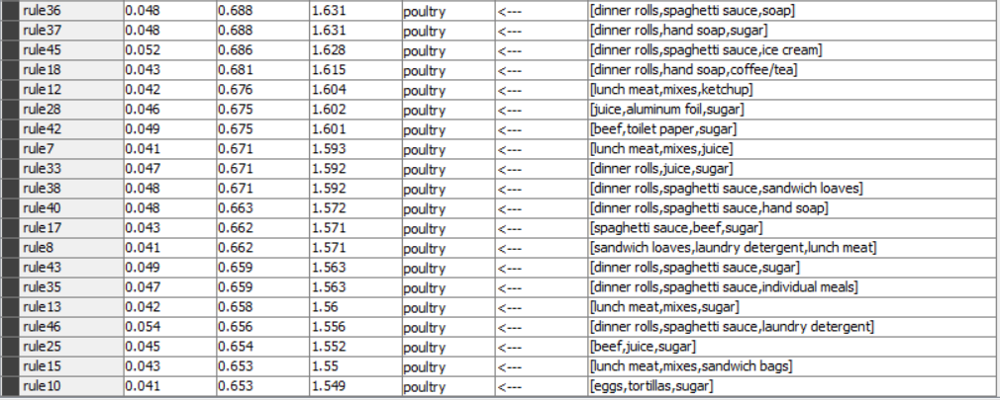 rule36 0.048 0.688 1.631 poultry <--- [dinner rolls,spaghetti sauce,soap]
rule37 0.048 0.688 1.631 poultry <--- [dinner rolls,hand soap,sugar]
rule45 0.052 0.686 1.628 poultry <--- [dinner rolls,spaghetti sauce,ice cream]
rule18 0.043 0.681 1.615 poultry <--- [dinner rolls,hand soap,coffee/tea]
rule12 0.042 0.676 1.604 poultry <--- [lunch meat,mixes,ketchup]
rule28 0.046 0.675 1.602 poultry <--- [juice,aluminum foil,sugar]
rule42 0.049 0.675 1.601 poultry <--- [beef,toilet paper,sugar]
rule7 0.041 0.671 1.593 poultry <--- [lunch meat,mixes,juice]
rule33 0.047 0.671 1.592 poultry <--- [dinner rolls,juice,sugar]
rule38 0.048 0.671 1.592 poultry <--- [dinner rolls,spaghetti sauce,sandwich loaves]
rule40 0.048 0.663 1.572 poultry <--- [dinner rolls,spaghetti sauce,hand soap]
rule17 0.043 0.662 1.571 poultry <--- [spaghetti sauce,beef,sugar]
rule8 0.041 0.662 1.571 poultry <--- [sandwich loaves,laundry detergent,lunch meat]
rule43 0.049 0.659 1.563 poultry <--- [dinner rolls,spaghetti sauce,sugar]
rule35 0.047 0.659 1.563 poultry <--- [dinner rolls,spaghetti sauce,individual meals]
rule13 0.042 0.658 1.56 poultry <--- [lunch meat,mixes,sugar]
rule46 0.054 0.656 1.556 poultry <--- [dinner rolls,spaghetti sauce,laundry detergent]
rule25 0.045 0.654 1.552 poultry <--- [beef,juice,sugar]
rule15 0.043 0.653 1.55 poultry <--- [lunch meat,mixes,sandwich bags]
rule10 0.041 0.653 1.549 poultry <--- [eggs,tortillas,sugar]